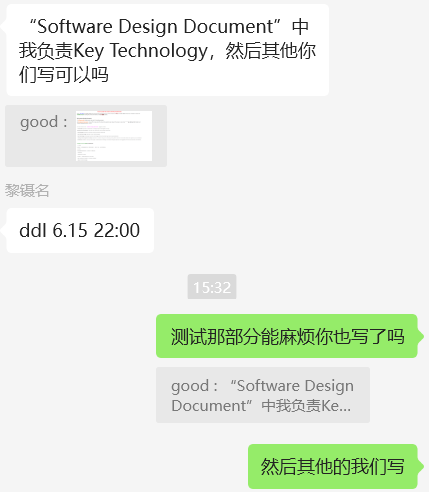 “Software Design Document”中
我负责Key Technology，然后其他你
们写可以吗
good :
黎镊名
ddl 6.15 22:00
15:32
测试那部分能麻烦你也写了吗
good : “Software Design
Document”中我负责Ke...
然后其他的我们写